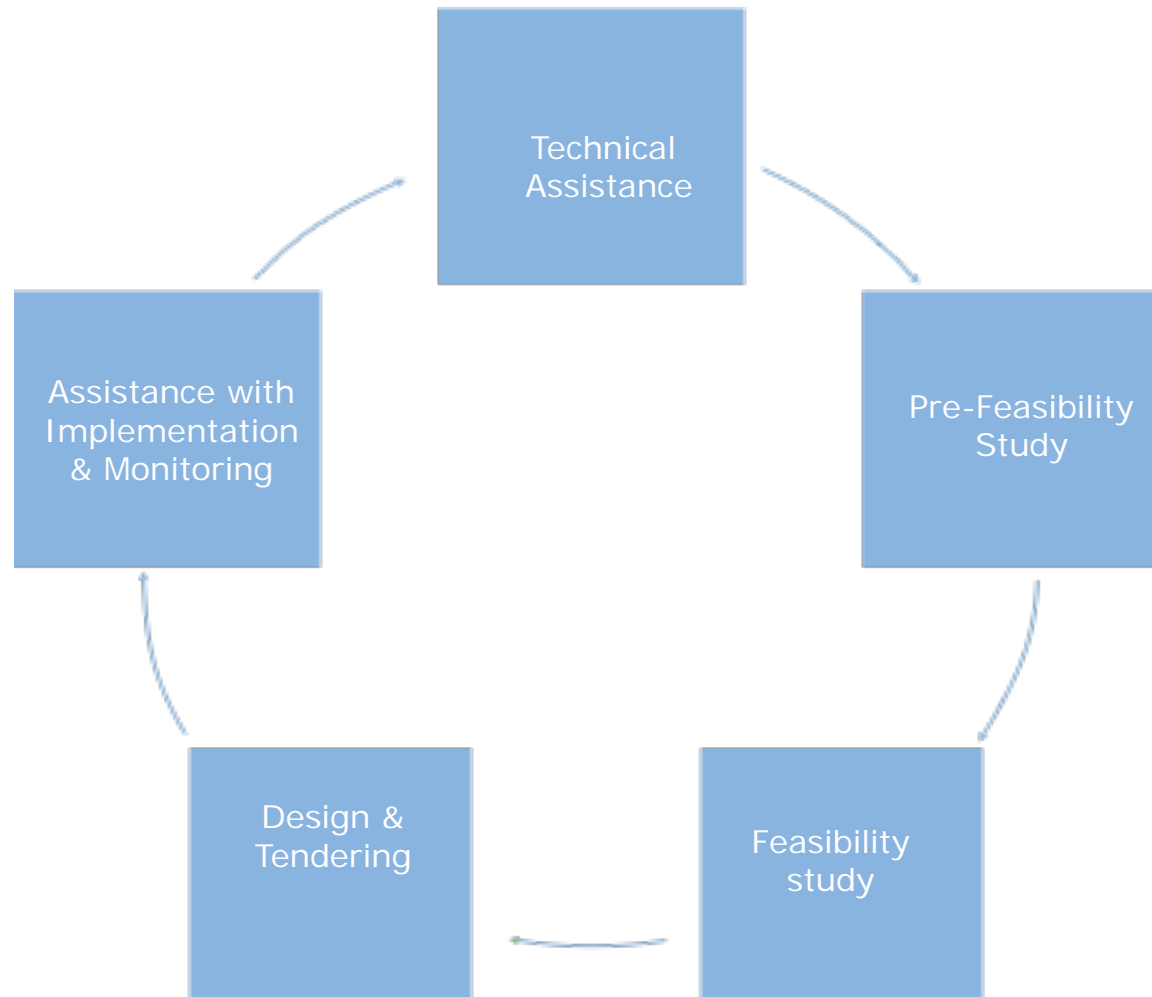 Technical
Assistance
Pre-Feasibility
Study
Feasibility
study
Design &
Tendering
Assistance with
Implementation
& Monitoring